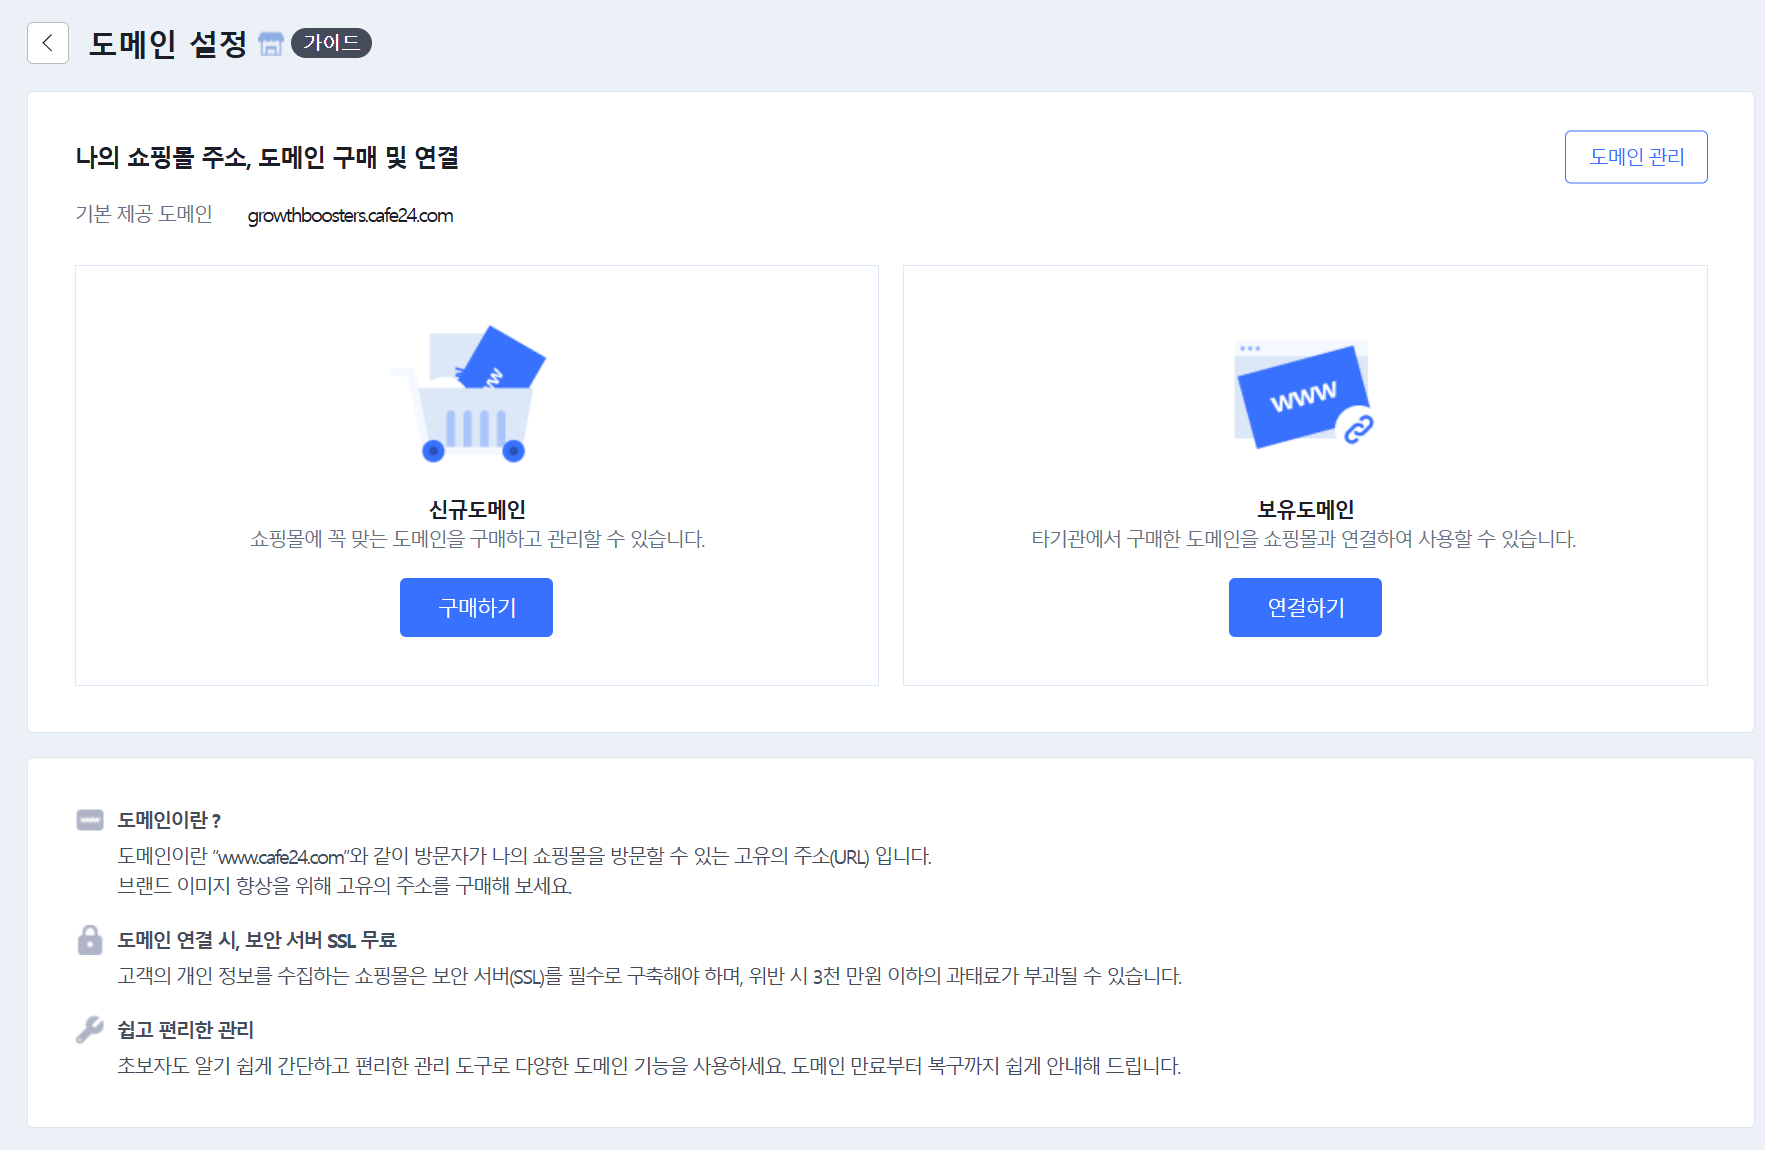 도메인 설정 가이드
나의 쇼핑몰 주소, 도메인 구매 및 연결
도메인 관리
기본 제공 도메인 growthboosters.cafe24.com
신규도메인
쇼핑몰에 꼭 맞는 도메인을 구매하고 관리할 수 있습니다.
구매하기
www
보유도메인
타기관에서 구매한 도메인을 쇼핑몰과 연결하여 사용할 수 있습니다.
연결하기
www
도메인이란 ?
도메인이란 “www.cafe24.com”와 같이 방문자가 나의 쇼핑몰을 방문할 수 있는 고유의 주소(URL) 입니다.
브랜드 이미지 향상을 위해 고유의 주소를 구매해 보세요.
도메인 연결 시, 보안 서버 SSL 무료
고객의 개인 정보를 수집하는 쇼핑몰은 보안 서버(SSL)를 필수로 구축해야 하며, 위반 시 3천 만원 이하의 과태료가 부과될 수 있습니다.
쉽고 편리한 관리
초보자도 알기 쉽게 간단하고 편리한 관리 도구로 다양한 도메인 기능을 사용하세요. 도메인 만료부터 복구까지 쉽게 안내해 드립니다.